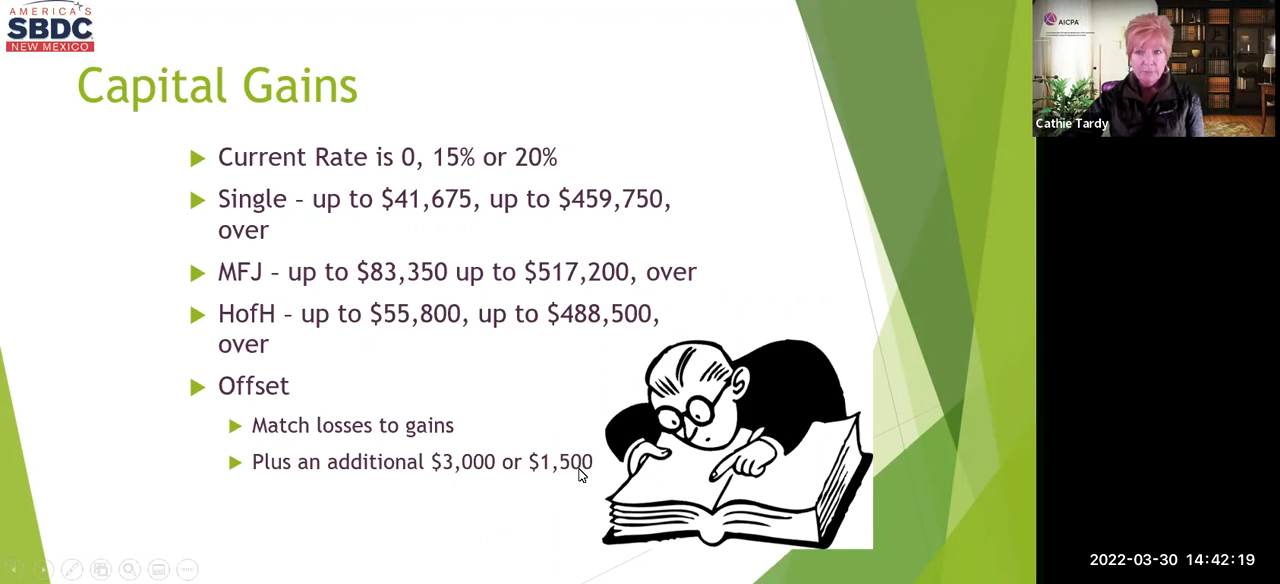 AMERICA'S
SBDC
NEW MEXICO
Capital Gains
Current Rate is 0, 15% or 20%
Single – up to $41,675, up to $459,750,
over
MFJ – up to $83,350 up to $517,200, over
HofH – up to $55,800, up to $488,500,
over
Offset
Match losses to gains
Plus an additional $3,000 or $1,500
AICPA
Cathie Tardy
2022-03-30 14:42:19